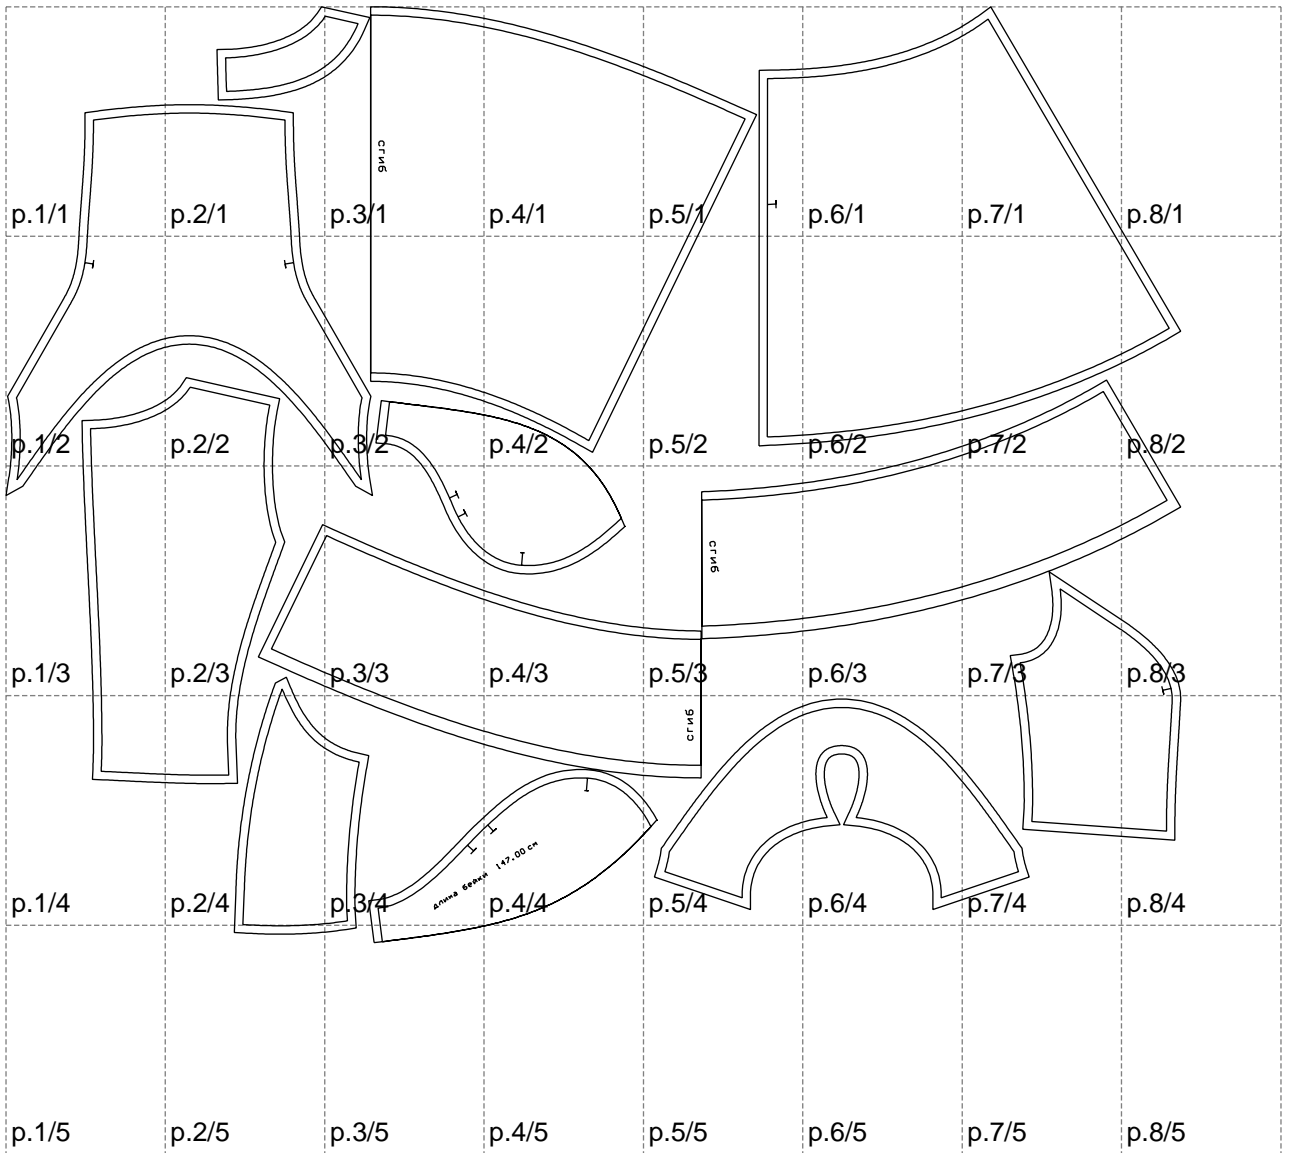 сгиб
p.1/1 p.2/1 p.3/1 p.4/1 p.5/1 p.6/1 p.7/1 p.8/1
p.1/2 p.2/2 p.3/2 p.4/2 p.5/2 p.6/2 p.7/2 p.8/2
сгиб
p.1/3 p.2/3 p.3/3 p.4/3 p.5/3 p.6/3 p.7/3 p.8/3
сгиб
длина бейки 147.00 см
p.1/4 p.2/4 p.3/4 p.4/4 p.5/4 p.6/4 p.7/4 p.8/4
p.1/5 p.2/5 p.3/5 p.4/5 p.5/5 p.6/5 p.7/5 p.8/5